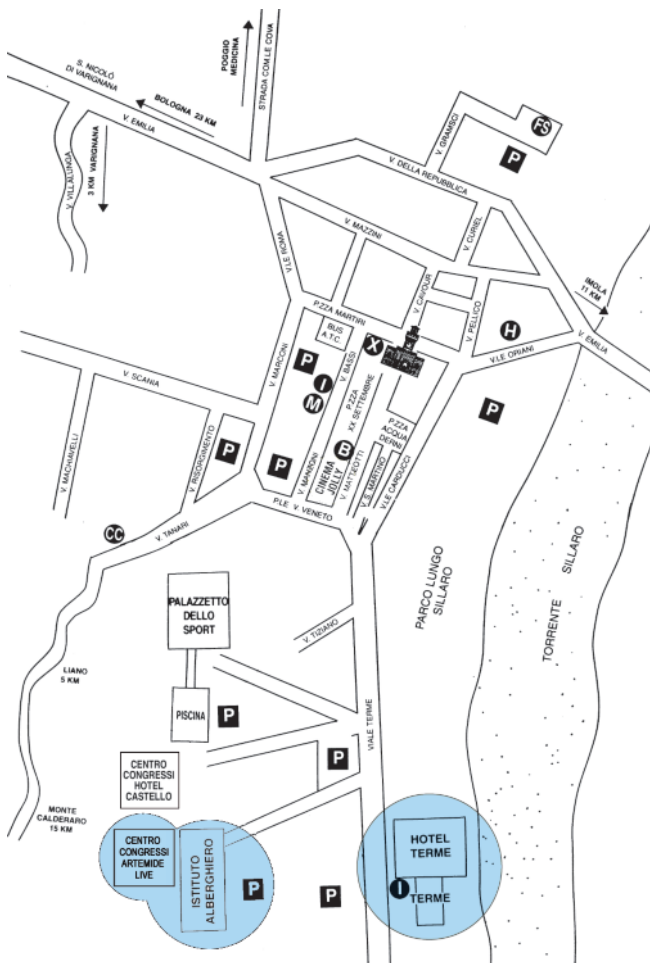 POGGIO
MEDICINA
STRADA COM.LE COVA
S. NICOLÓ
DI VARIGNANA
BOLOGNA 23 KM
V. EMILIA
V. VILLALUNGA
3 KM VARIGNANA
V. GRAMSCI
FS
P
V. DELLA REPUBBLICA
V. MAZZINI
V. CURIEL
V.LE ROMA
IMOLA
11 KM
P.ZZA MARTIRI
V. CAVOUR
V. PELLICO
H
V. EMILIA
V.LE ORIANI
BUS
A.T.C.
X
V. MARCONI
P
I
M
V. BASSI
P.ZZA
XX SETTEMBRE
V. SCANIA
P
V. MACHIAVELLI
V. RISORGIMENTO
P
P
V. MANZONI
CINEMA
JOLLY
B
V. MATTEOTTI
P.ZZA
ACQUA
DERNI
V. S. MARTINO
V.LE CARDUCCI
P.LE V. VENETO
CC
V. TANARI
PARCO LUNGO
SILLARO
TORRENTE SILLARO
PALAZZETTO
DELLO
SPORT
V. TIZIANO
LIANO
5 KM
PISCINA
P
VIALE TERME
P
CENTRO
CONGRESSI
HOTEL
CASTELLO
MONTE
CALDERARO
15 KM
CENTRO
CONGRESSI
ARTEMIDE
LIVE
ISTITUTO
ALBERGHIERO
P
P
HOTEL
TERME
I
TERME